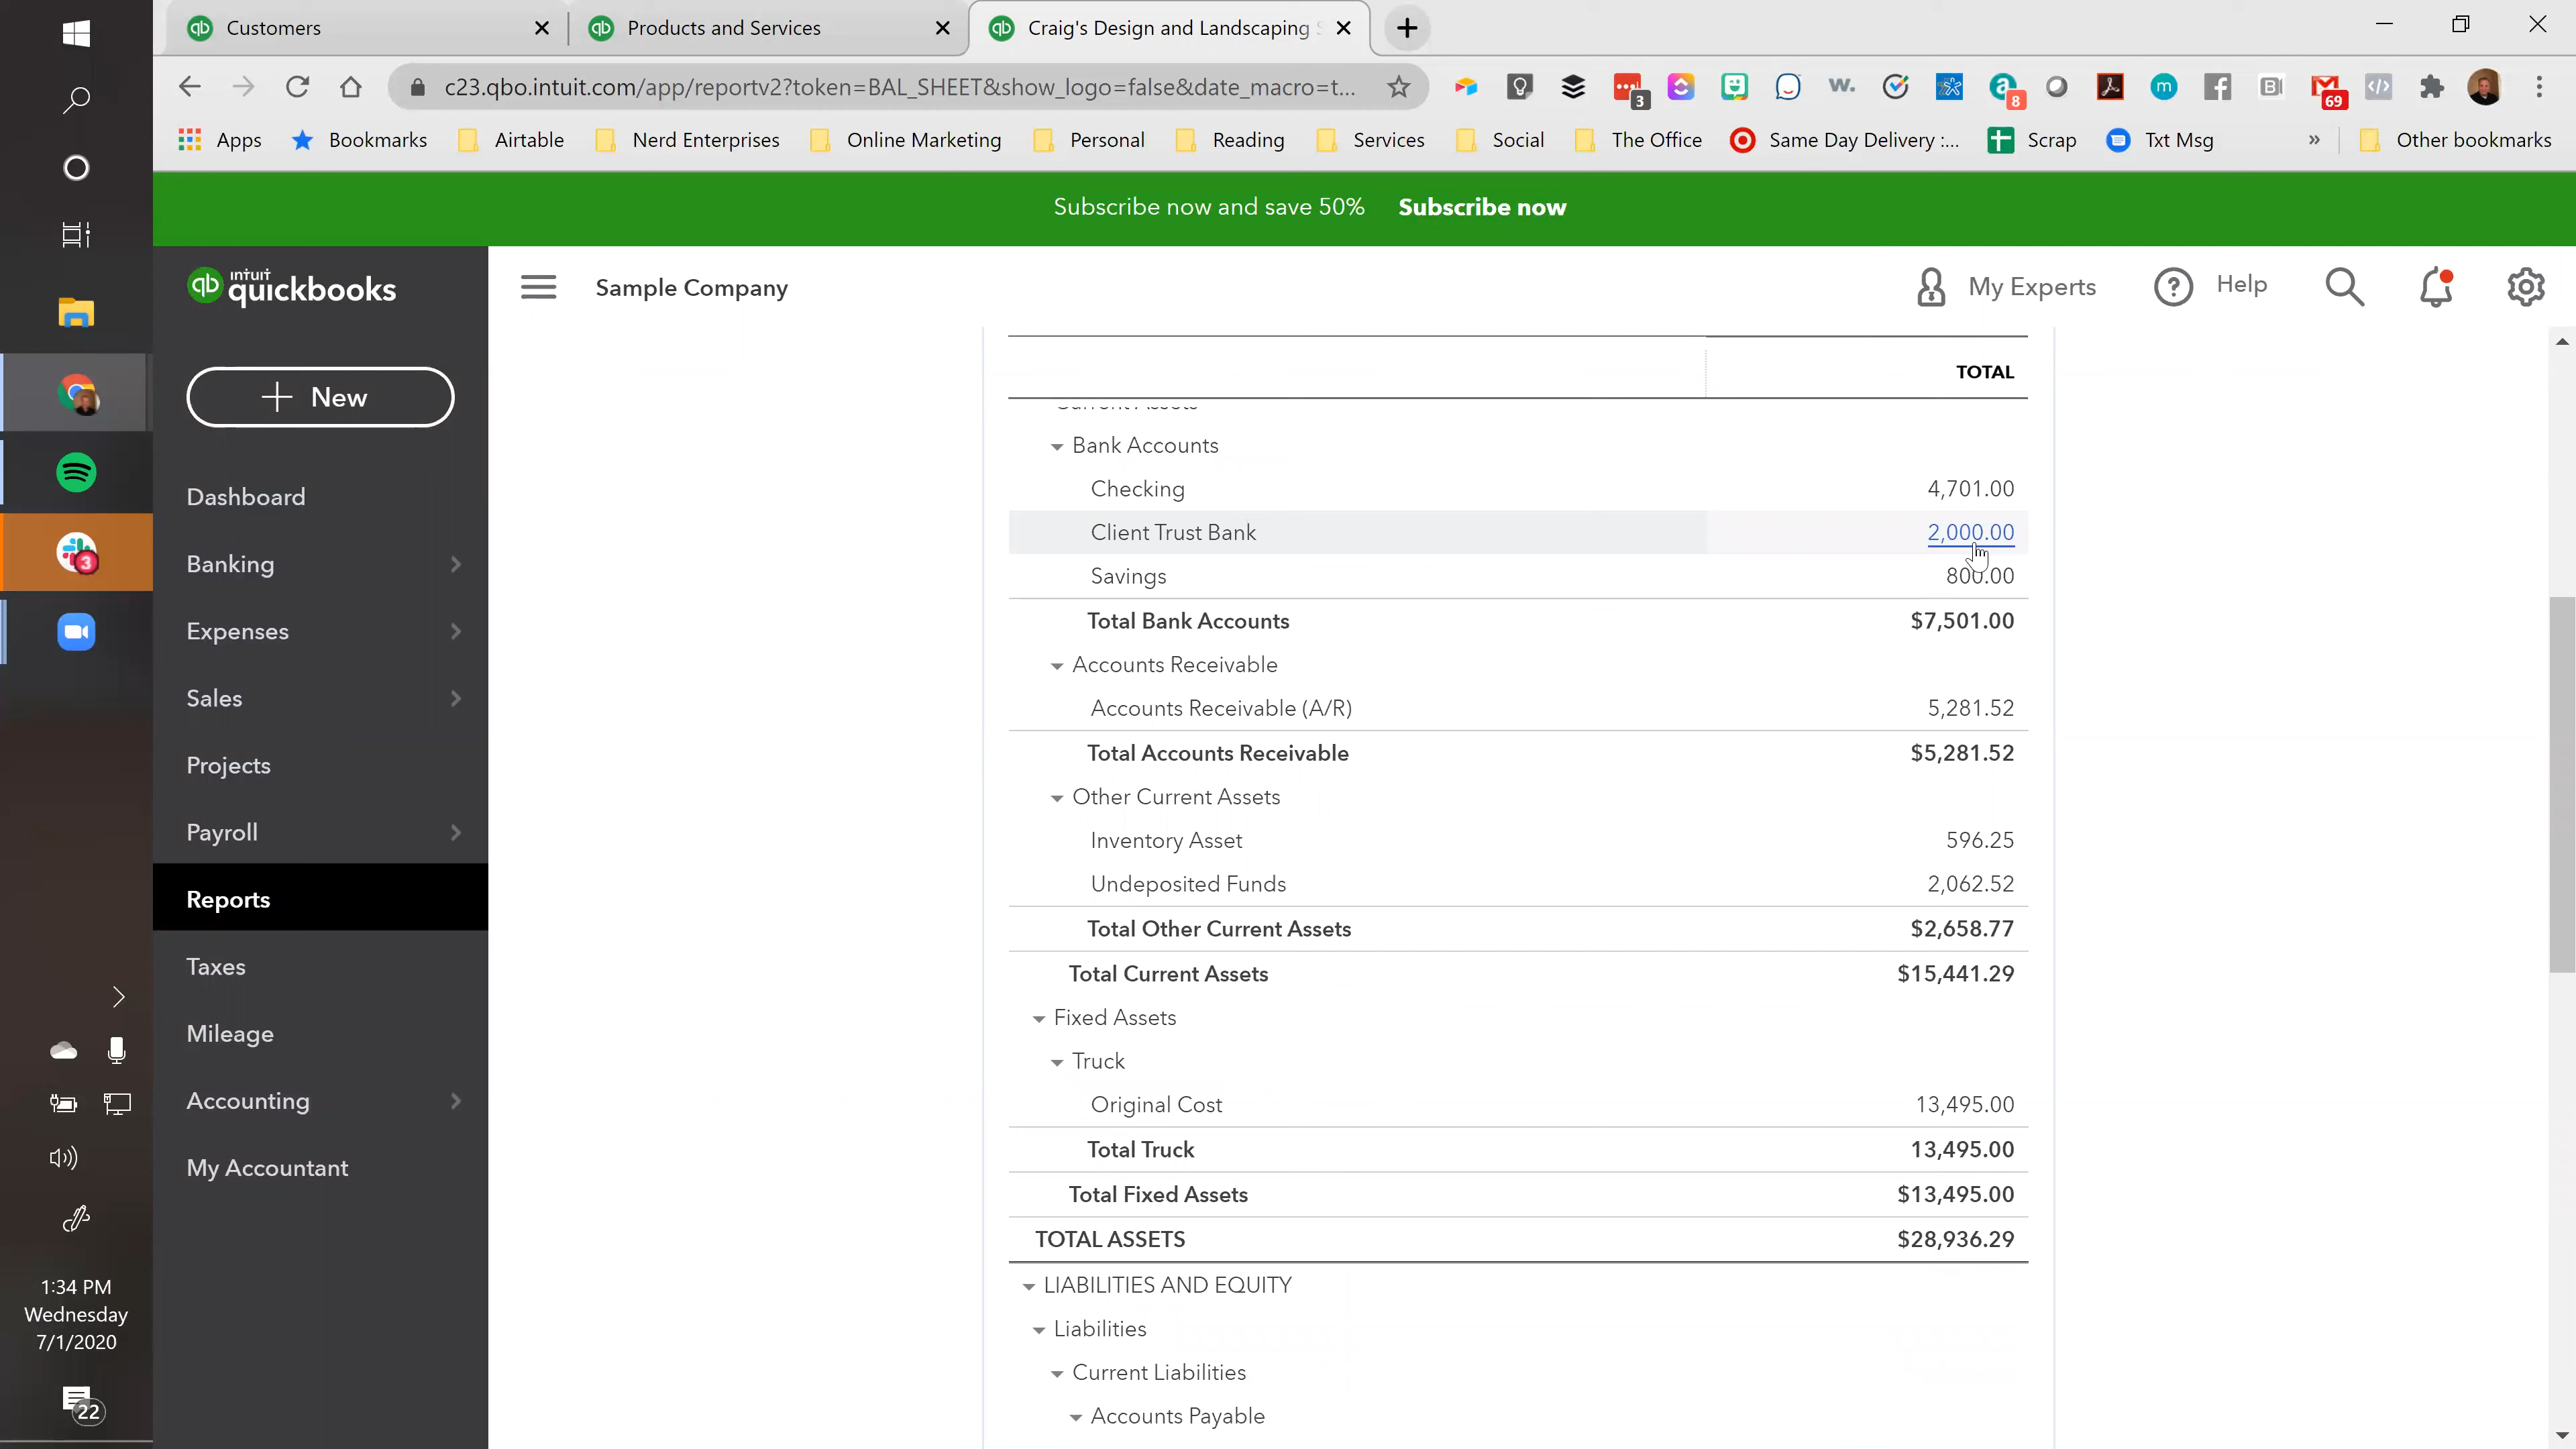 Customers
Products and Services
Craig's Design and Landscaping S
c23.qbo.intuit.com/app/reportv2?token=BAL_SHEET&show_logo=false&date_macro=t...
3
8
69
Apps
Bookmarks
Airtable
Nerd Enterprises
Online Marketing
Personal
Reading
Services
Social
The Office
Same Day Delivery :...
Scrap
Txt Msg
»
Other bookmarks
Subscribe now and save 50% Subscribe now
intuit quickbooks
Sample Company
My Experts
Help
+ New
Dashboard
Banking
Expenses
Sales
Projects
Payroll
Reports
Taxes
Mileage
Accounting
My Accountant
TOTAL
Current Assets
Bank Accounts
Checking 4,701.00
Client Trust Bank 2,000.00
Savings 800.00
Total Bank Accounts $7,501.00
Accounts Receivable
Accounts Receivable (A/R) 5,281.52
Total Accounts Receivable $5,281.52
Other Current Assets
Inventory Asset 596.25
Undeposited Funds 2,062.52
Total Other Current Assets $2,658.77
Total Current Assets $15,441.29
Fixed Assets
Truck
Original Cost 13,495.00
Total Truck 13,495.00
Total Fixed Assets $13,495.00
TOTAL ASSETS $28,936.29
LIABILITIES AND EQUITY
Liabilities
Current Liabilities
Accounts Payable
3
1:34 PM
Wednesday
7/1/2020
22